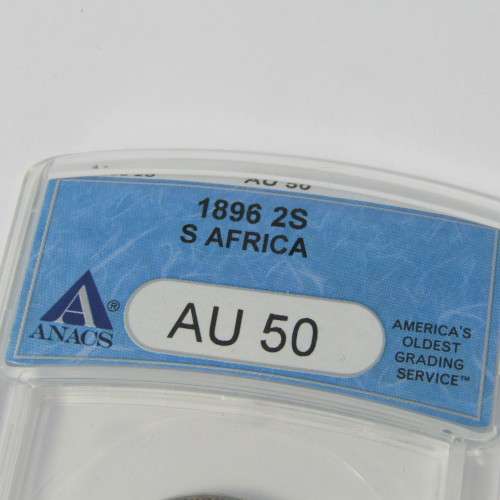 AU 50
1896 2S
S AFRICA
ANACS®
AU 50
AMERICA'S
OLDEST
GRADING
SERVICE™